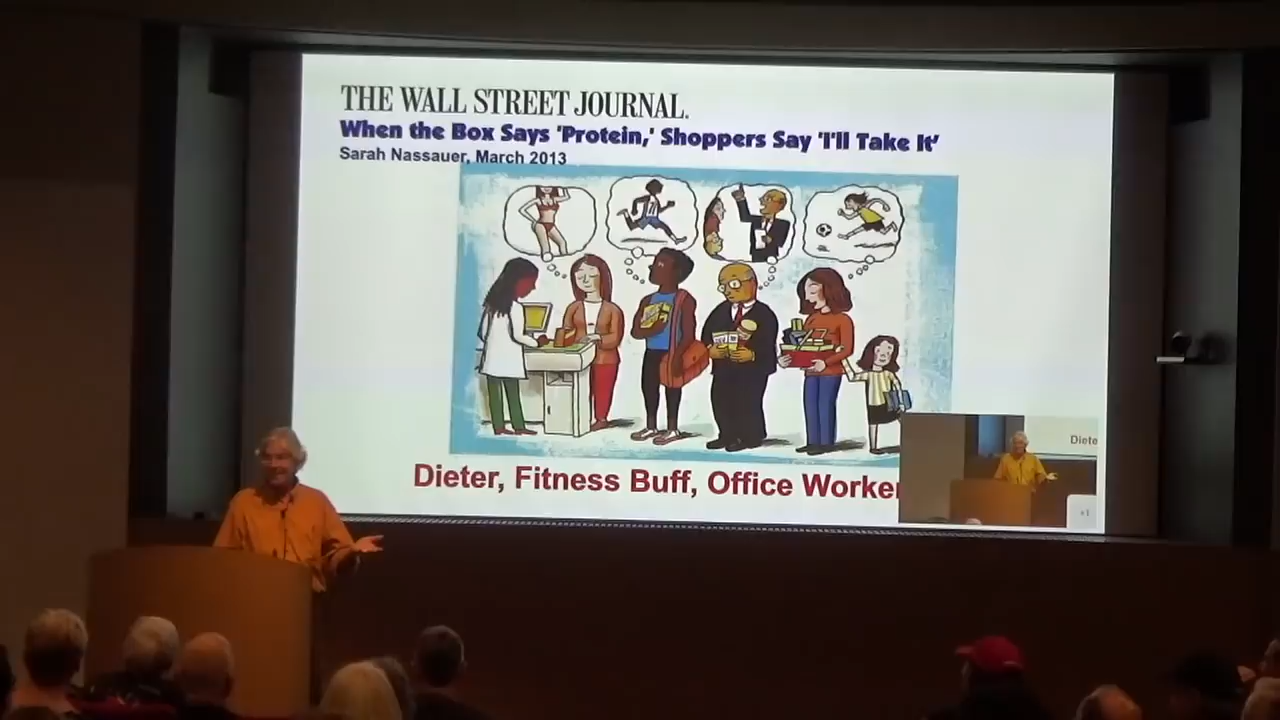 THE WALL STREET JOURNAL.
When the Box Says 'Protein,' Shoppers Say 'I'll Take It'
Sarah Nassauer, March 2013
Dieter, Fitness Buff, Office Worker
Diete
+1